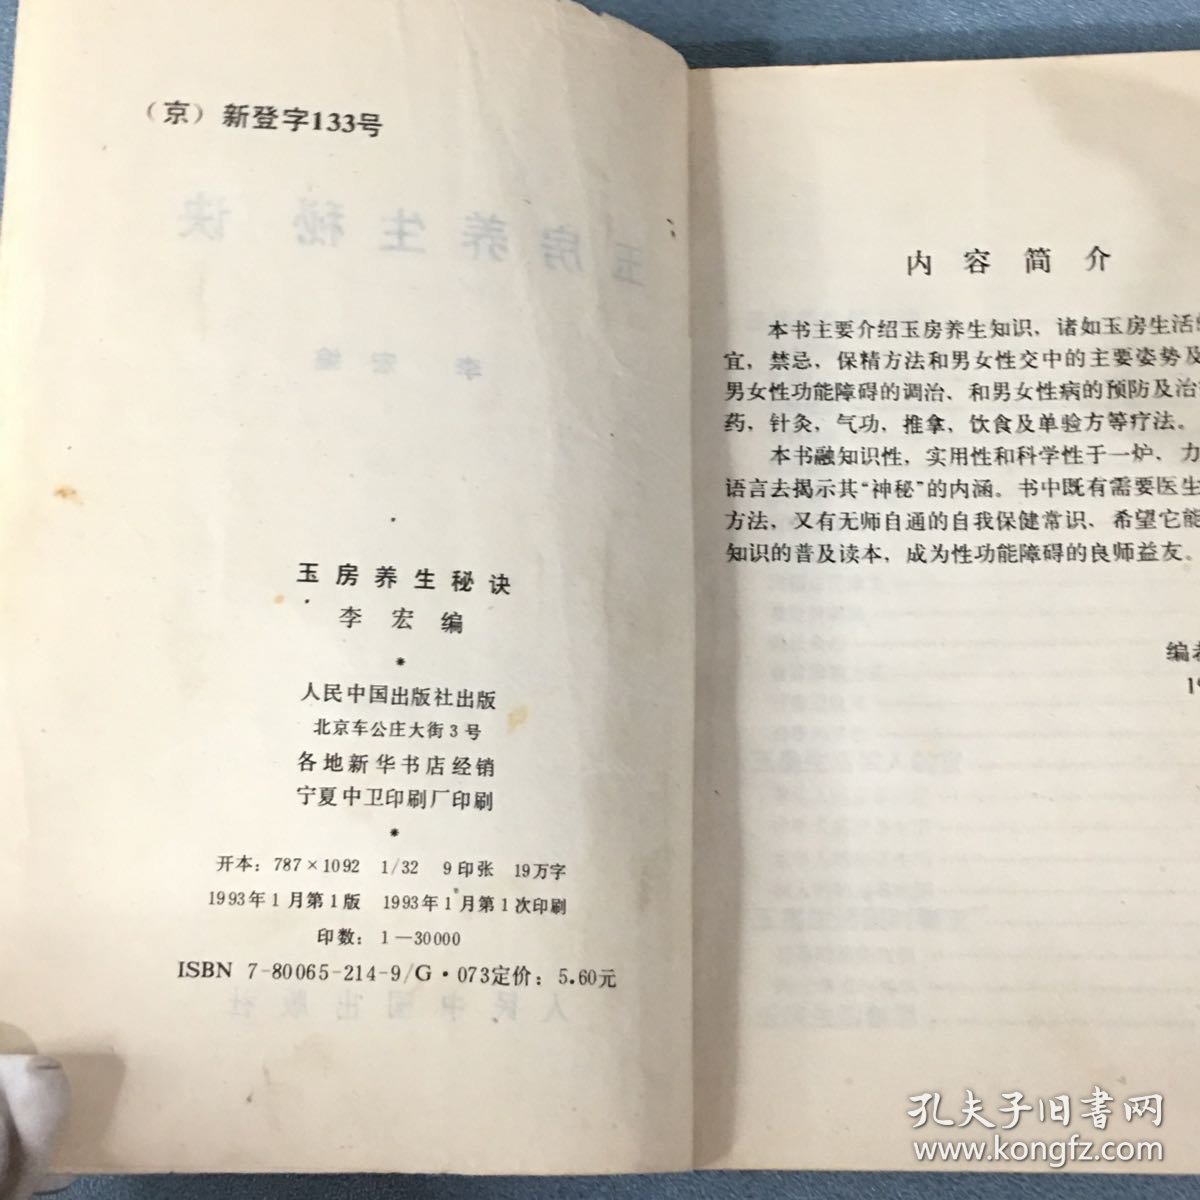 (京)新登字133号
玉房养生秘诀
李宏编
*
人民中国出版社出版
北京车公庄大街3号
各地新华书店经销
宁夏中卫印刷厂印刷
*
开本：787×1092 1/32 9印张 19万字
1993年1月第1版 1993年1月第1次印刷
印数：1—30000
ISBN 7-80065-214-9/G·073定价：5.60元
内容简介
本书主要介绍玉房养生知识，诸如玉房生活
宜，禁忌，保精方法和男女性交中的主要姿势及
男女性功能障碍的调治、和男女性病的预防及治
药，针灸，气功，推拿，饮食及单验方等疗法。
本书融知识性，实用性和科学性于一炉、力
语言去揭示其“神秘”的内涵。书中既有需要医生
方法，又有无师自通的自我保健常识、希望它能
知识的普及读本，成为性功能障碍的良师益友。
编者
19
孔夫子旧书网
www.kongfz.com